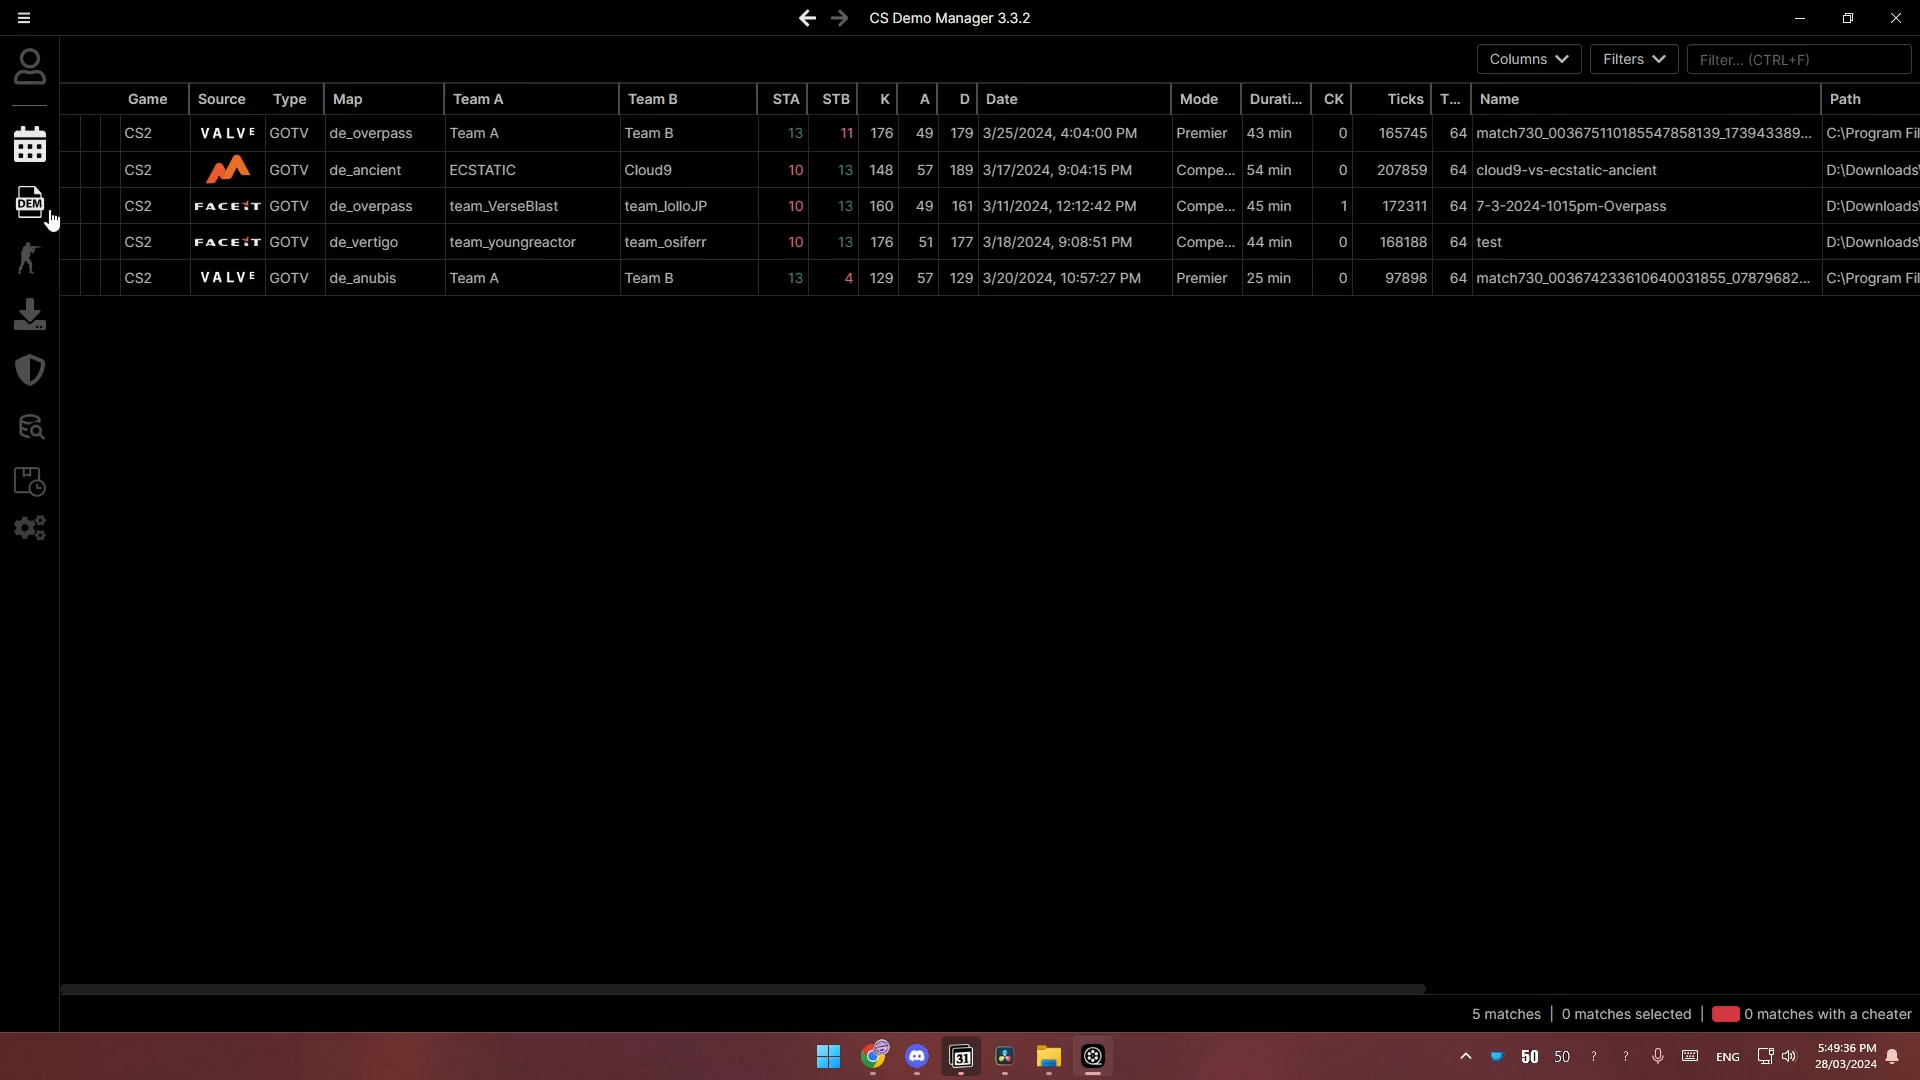 CS Demo Manager 3.3.2
Columns Filters Filter... (CTRL+F)
Game Source Type Map Team A Team B STA STB K A D Date Mode Durati... CK Ticks T... Name Path
CS2 VALVE GOTV de_overpass Team A Team B 13 11 176 49 179 3/25/2024, 4:04:00 PM Premier 43 min 0 165745 64 match730_003675110185547858139_173943389... C:\Program Fil
DEM
CS2 GOTV de_ancient ECSTATIC Cloud9 10 13 148 57 189 3/17/2024, 9:04:15 PM Compe... 54 min 0 207859 64 cloud9-vs-ecstatic-ancient D:\Downloads\
CS2 FACEIT GOTV de_overpass team_VerseBlast team_lolloJP 10 13 160 49 161 3/11/2024, 12:12:42 PM Compe... 45 min 1 172311 64 7-3-2024-1015pm-Overpass D:\Downloads\
CS2 FACEIT GOTV de_vertigo team_youngreactor team_osiferr 10 13 176 51 177 3/18/2024, 9:08:51 PM Compe... 44 min 0 168188 64 test D:\Downloads\
CS2 VALVE GOTV de_anubis Team A Team B 13 4 129 57 129 3/20/2024, 10:57:27 PM Premier 25 min 0 97898 64 match730_003674233610640031855_07879682... C:\Program Fil
5 matches | 0 matches selected | 0 matches with a cheater
31 50 50 ? ? ENG 5:49:36 PM
28/03/2024